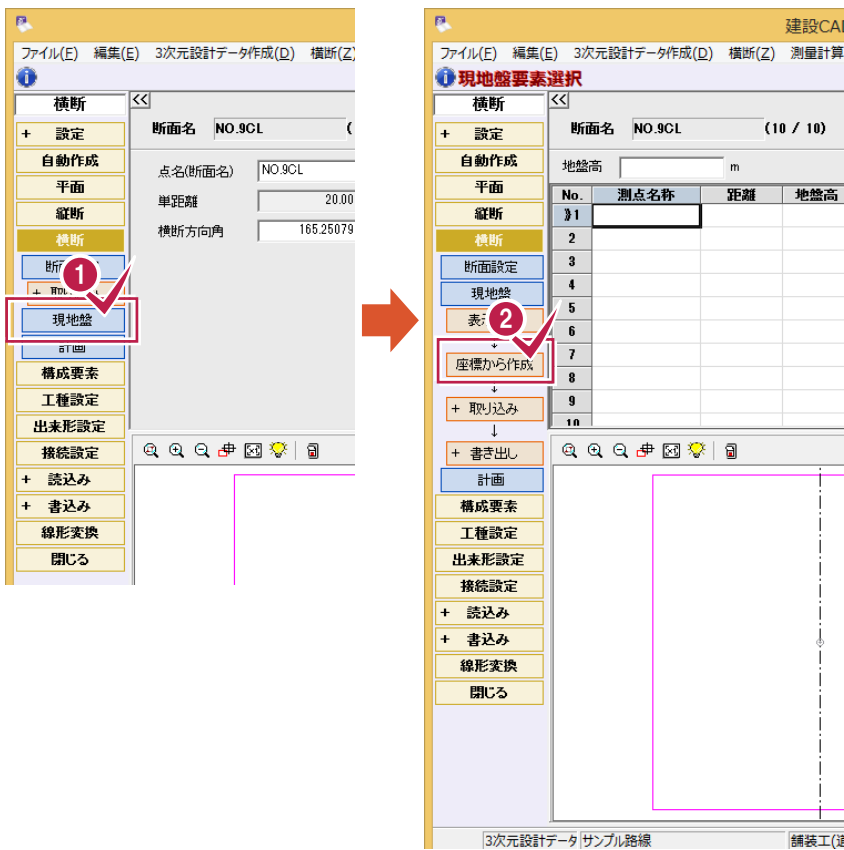 ファイル(F) 編集(E) 3次元設計データ作成(D) 横断(Z)
横断
<<
+ 設定
自動作成
平面
縦断
横断
1
現地盤
計画
構成要素
工種設定
出来形設定
接続設定
+ 読込み
+ 書込み
線形変換
閉じる
断面名 NO.9CL (
点名(断面名) NO.9CL
単距離 20.00
横断方向角 165.25079
建設CAD
ファイル(F) 編集(E) 3次元設計データ作成(D) 横断(Z) 測量計算
現地盤要素選択
横断
<<
+ 設定
自動作成
平面
縦断
横断
断面設定
現地盤
2
↓
座標から作成
↓
+ 取り込み
↓
+ 書き出し
計画
構成要素
工種設定
出来形設定
接続設定
+ 読込み
+ 書込み
線形変換
閉じる
断面名 NO.9CL (10 / 10)
地盤高 m
No. 測点名称 距離 地盤高
1
2
3
4
5
6
7
8
9
10
3次元設計データ サンプル路線 舗装工(道